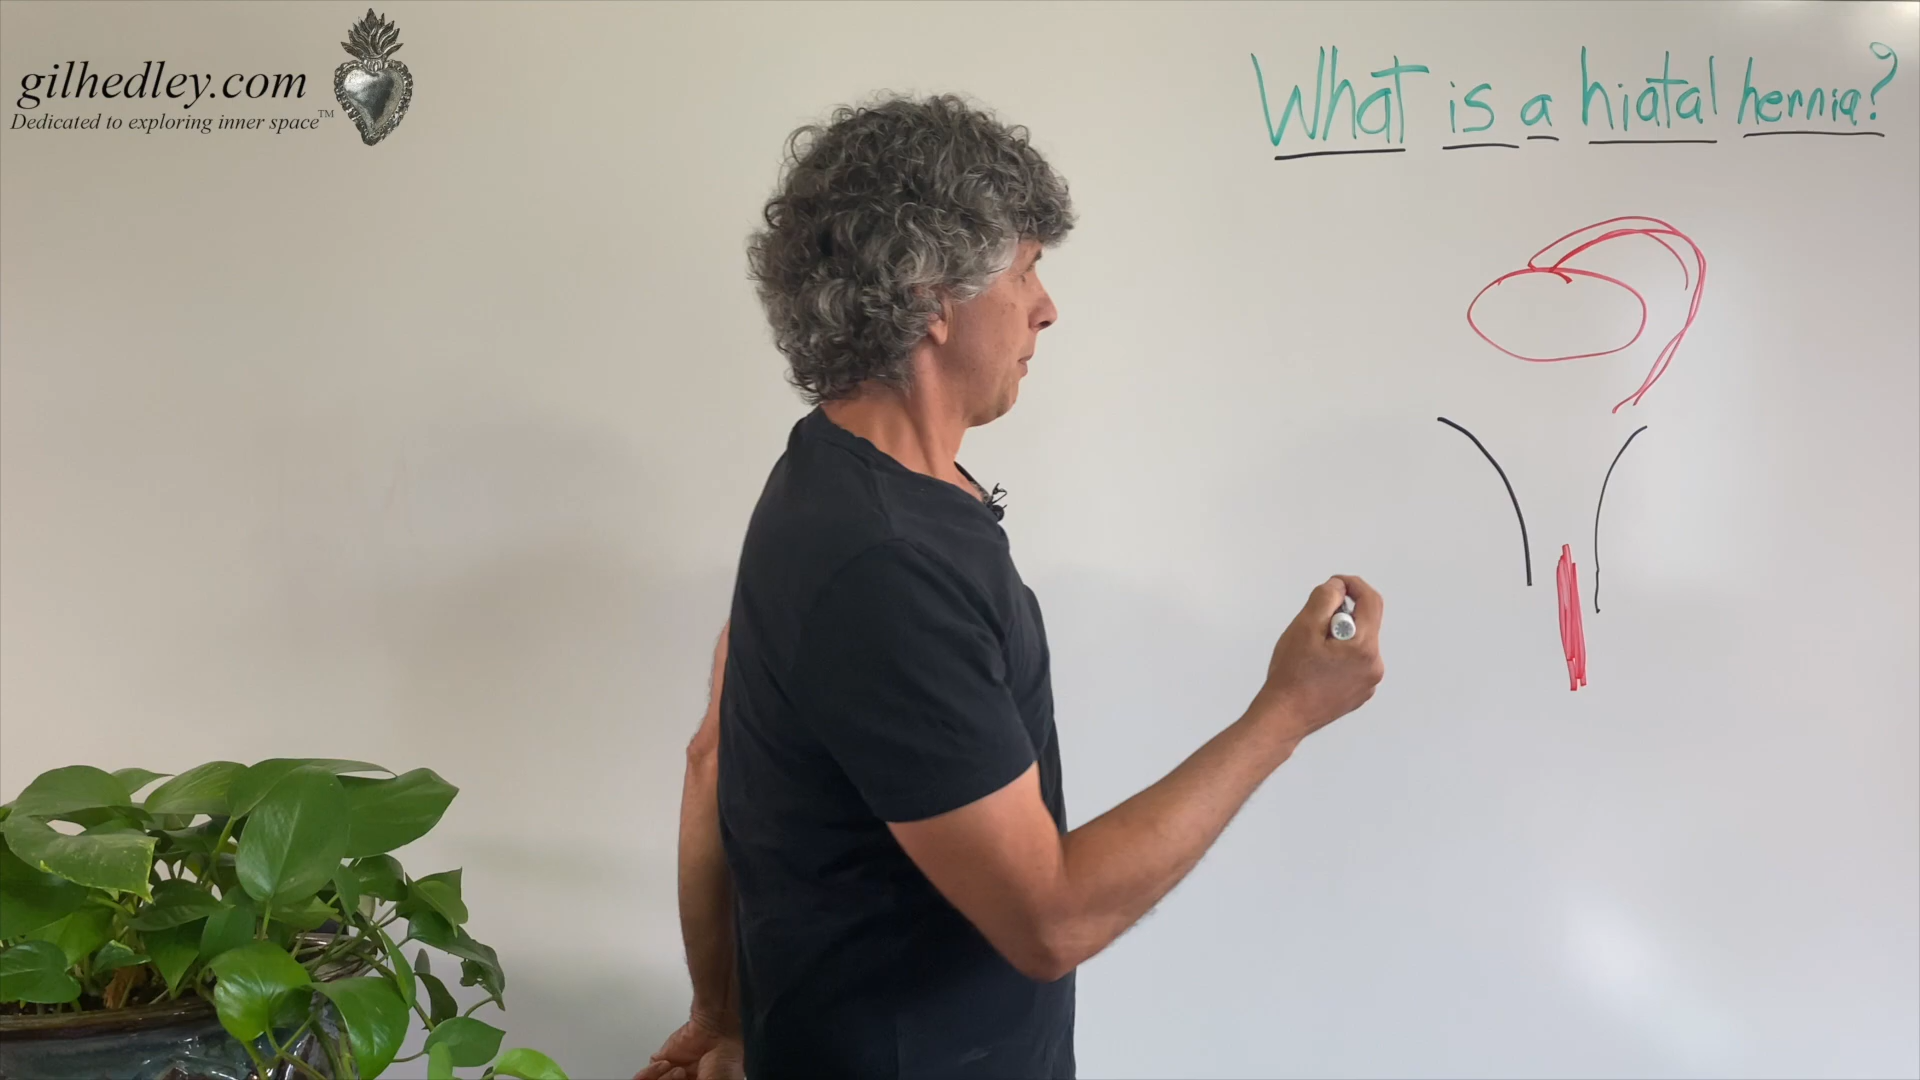 gilhedley.com
Dedicated to exploring inner space™
What is a hiatal hernia?